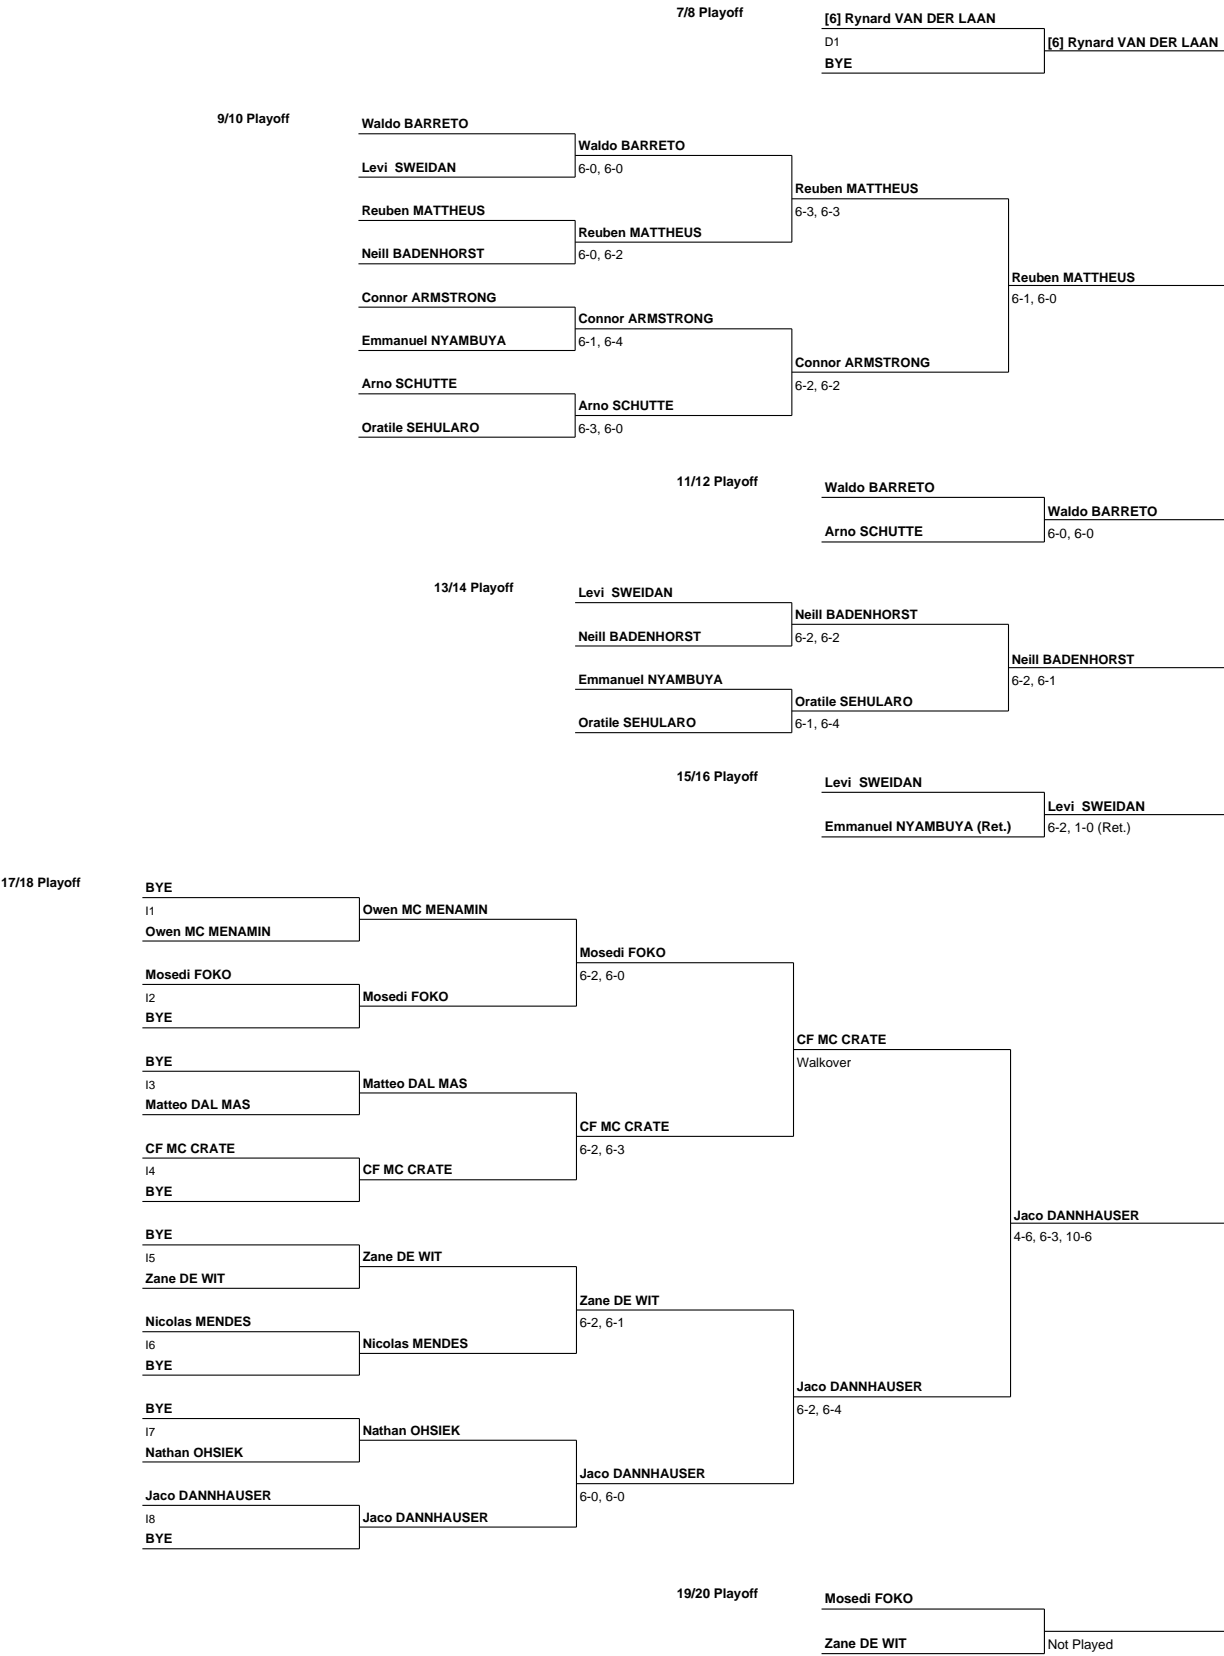 7/8 Playoff
[6] Rynard VAN DER LAAN
D1
[6] Rynard VAN DER LAAN
BYE
9/10 Playoff
Waldo BARRETO
Waldo BARRETO
Levi  SWEIDAN
6-0, 6-0
Reuben MATTHEUS
Reuben MATTHEUS
6-3, 6-3
Reuben MATTHEUS
Neill BADENHORST
6-0, 6-2
Reuben MATTHEUS
Connor ARMSTRONG
6-1, 6-0
Connor ARMSTRONG
Emmanuel NYAMBUYA
6-1, 6-4
Connor ARMSTRONG
Arno SCHUTTE
6-2, 6-2
Arno SCHUTTE
Oratile SEHULARO
6-3, 6-0
11/12 Playoff
Waldo BARRETO
Waldo BARRETO
Arno SCHUTTE
6-0, 6-0
13/14 Playoff
Levi  SWEIDAN
Neill BADENHORST
Neill BADENHORST
6-2, 6-2
Neill BADENHORST
Emmanuel NYAMBUYA
6-2, 6-1
Oratile SEHULARO
Oratile SEHULARO
6-1, 6-4
15/16 Playoff
Levi  SWEIDAN
Levi  SWEIDAN
Emmanuel NYAMBUYA (Ret.)
6-2, 1-0 (Ret.)
17/18 Playoff
BYE
I1
Owen MC MENAMIN
Owen MC MENAMIN
Mosedi FOKO
Mosedi FOKO
6-2, 6-0
I2
Mosedi FOKO
BYE
CF MC CRATE
Walkover
BYE
I3
Matteo DAL MAS
Matteo DAL MAS
CF MC CRATE
CF MC CRATE
6-2, 6-3
I4
CF MC CRATE
BYE
Jaco DANNHAUSER
4-6, 6-3, 10-6
BYE
I5
Zane DE WIT
Zane DE WIT
Zane DE WIT
Nicolas MENDES
6-2, 6-1
I6
Nicolas MENDES
BYE
Jaco DANNHAUSER
6-2, 6-4
BYE
I7
Nathan OHSIEK
Nathan OHSIEK
Jaco DANNHAUSER
Jaco DANNHAUSER
6-0, 6-0
I8
Jaco DANNHAUSER
BYE
19/20 Playoff
Mosedi FOKO
Zane DE WIT
Not Played